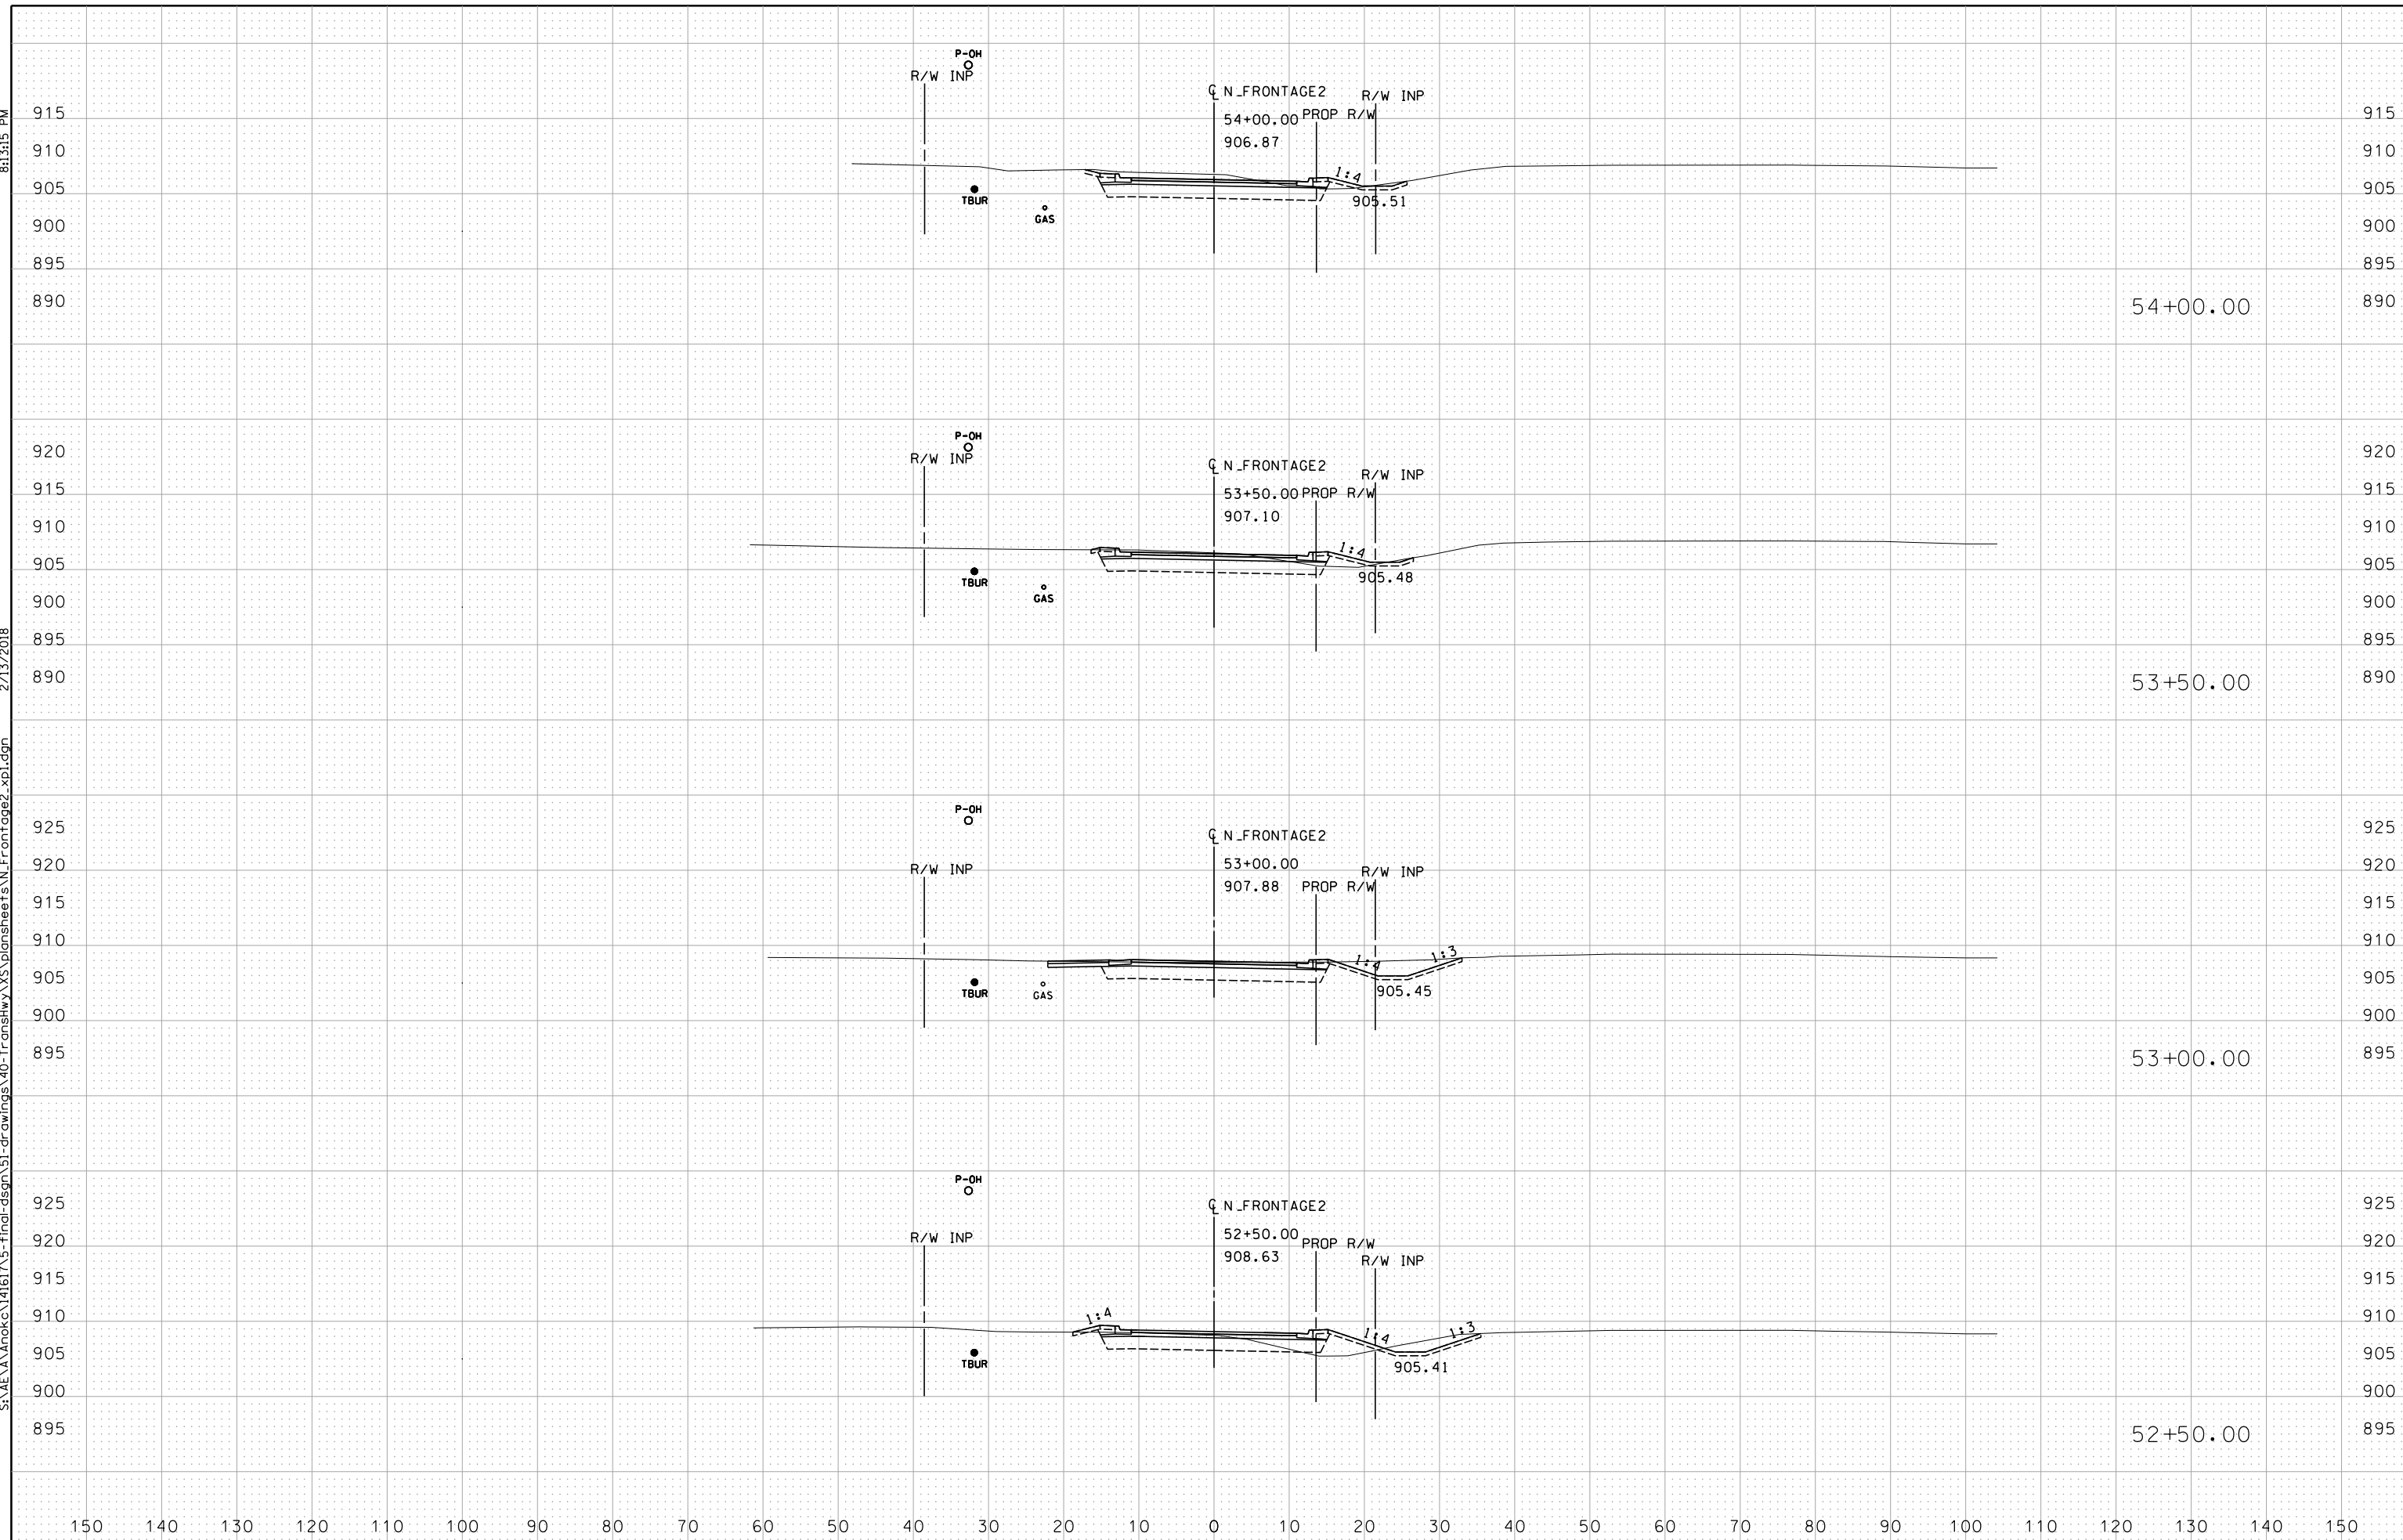 P-OH
R/W INP
℄ N_FRONTAGE2
R/W INP
915 54+00.00 PROP R/W 915
910 906.87 910
1:4
905 905
TBUR 905.51
GAS
900 900
895 895
890 890
54+00.00
P-OH
920 920
R/W INP ℄ N_FRONTAGE2
R/W INP
915 53+50.00 PROP R/W 915
910 907.10 910
1:4
905 905
TBUR 905.48
900 GAS 900
895 895
890 890
53+50.00
P-OH
925 925
℄ N_FRONTAGE2
920 R/W INP 53+00.00 R/W INP 920
907.88 PROP R/W
915 915
910 910
1:4 1:3
905 905
TBUR GAS 905.45
900 900
895 895
53+00.00
P-OH
925 ℄ N_FRONTAGE2 925
920 R/W INP 52+50.00 PROP R/W 920
908.63 R/W INP
915 915
910 1:4 910
1:4 1:3
905 905
TBUR 905.41
900 900
895 895
52+50.00
150 140 130 120 110 100 90 80 70 60 50 40 30 20 10 0 10 20 30 40 50 60 70 80 90 100 110 120 130 140 150
8:13:15 PM
2/13/2018
S:\AE\A\Anokc\141617\5-final-dsgn\51-drawings\40-TransHwy\XS\plansheets\N_Frontage2_xp1.dgn